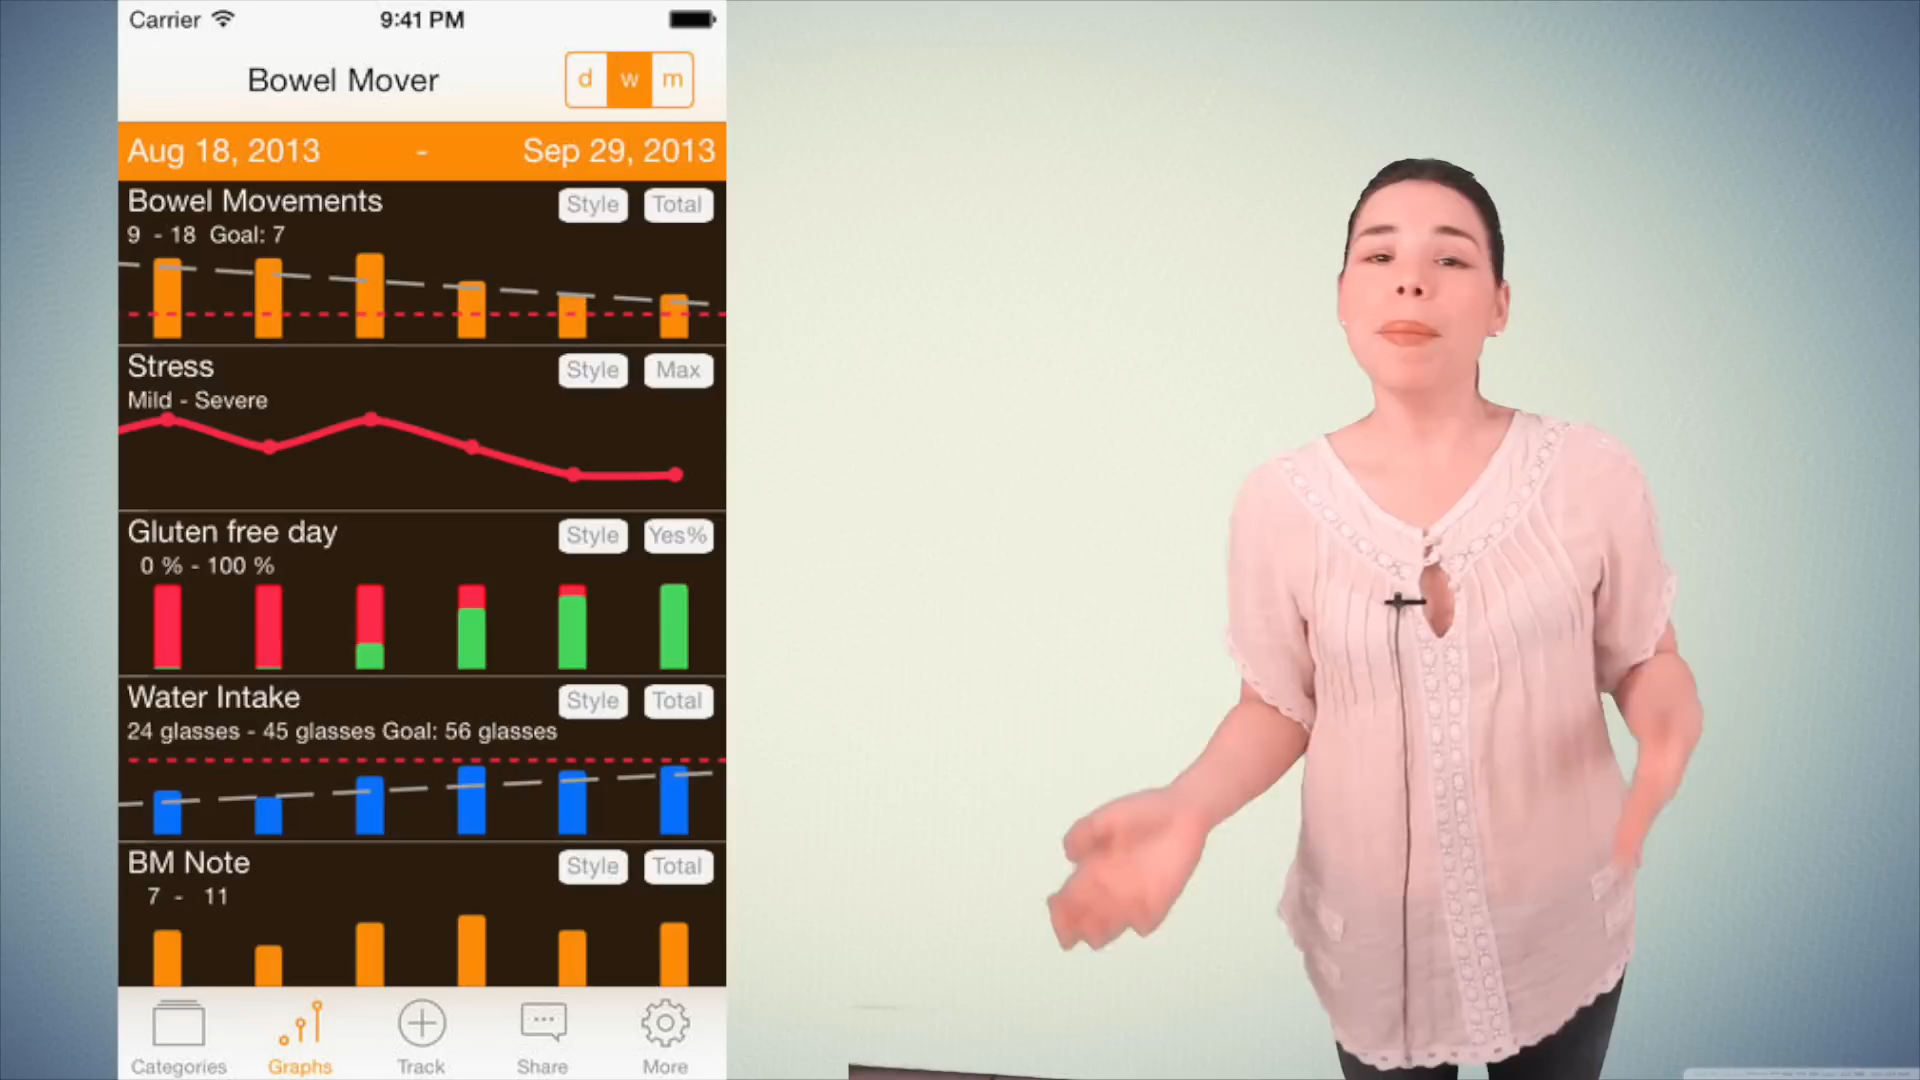 Carrier 9:41 PM
Bowel Mover d w m
Aug 18, 2013 - Sep 29, 2013
Bowel Movements Style Total
9 - 18 Goal: 7
Stress Style Max
Mild - Severe
Gluten free day Style Yes%
0 % - 100 %
Water Intake Style Total
24 glasses - 45 glasses Goal: 56 glasses
BM Note Style Total
7 - 11
Categories Graphs Track Share More